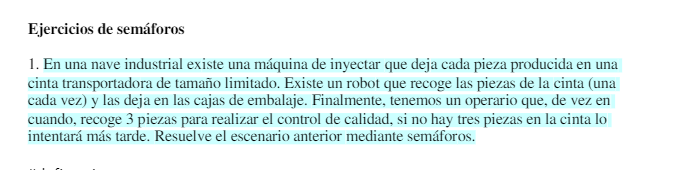 Ejercicios de semáforos
1. En una nave industrial existe una máquina de inyectar que deja cada pieza producida en una
cinta transportadora de tamaño limitado. Existe un robot que recoge las piezas de la cinta (una
cada vez) y las deja en las cajas de embalaje. Finalmente, tenemos un operario que, de vez en
cuando, recoge 3 piezas para realizar el control de calidad, si no hay tres piezas en la cinta lo
intentará más tarde. Resuelve el escenario anterior mediante semáforos.